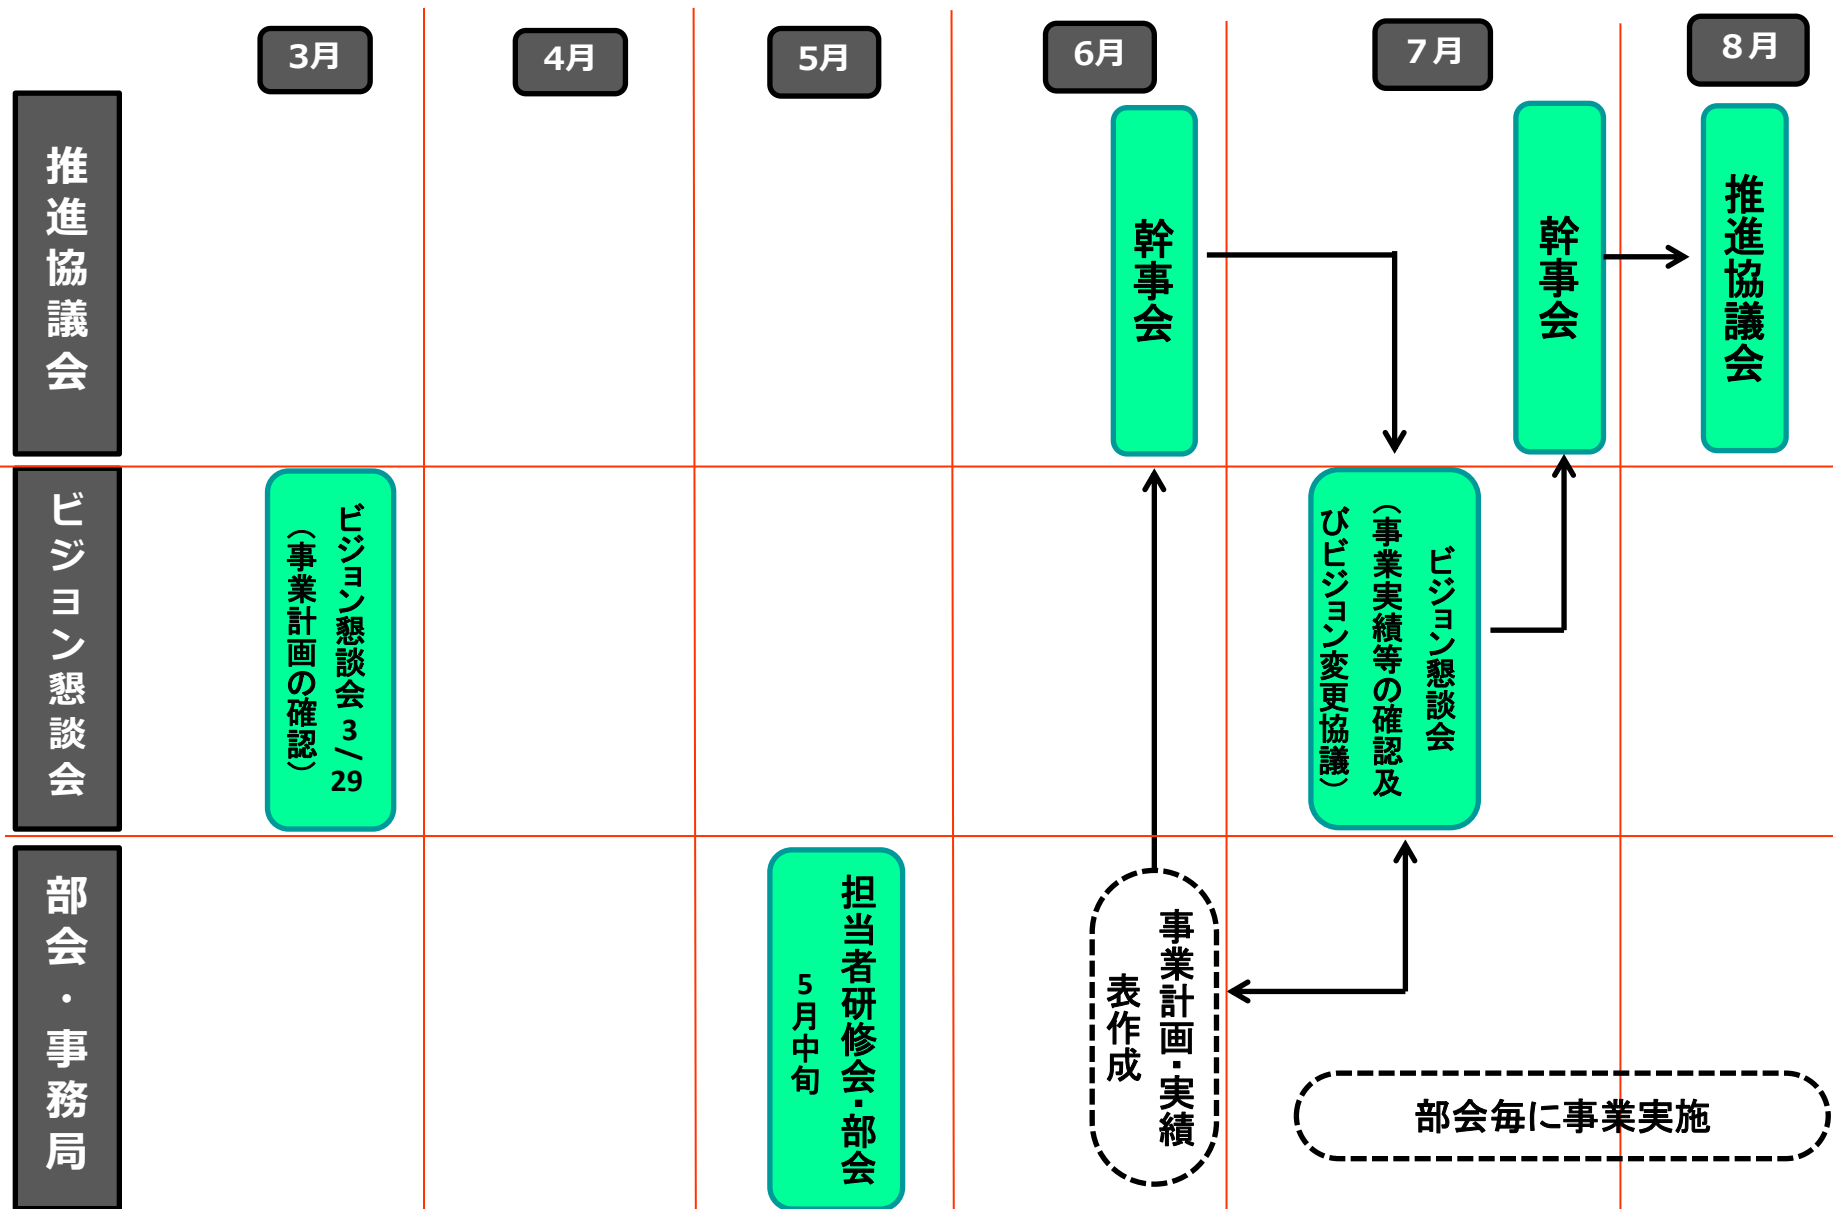 3月
4月
5月
6月
７月
８月
推進協議会
幹事会
幹事会
推進協議会
ビジョン懇談会
ビジョン懇談会 3/29
（事業計画の確認）
ビジョン懇談会
（事業実績等の確認及
びビジョン変更協議）
部会・事務局
担当者研修会・部会
5月中旬
事業計画・実績
表作成
部会毎に事業実施